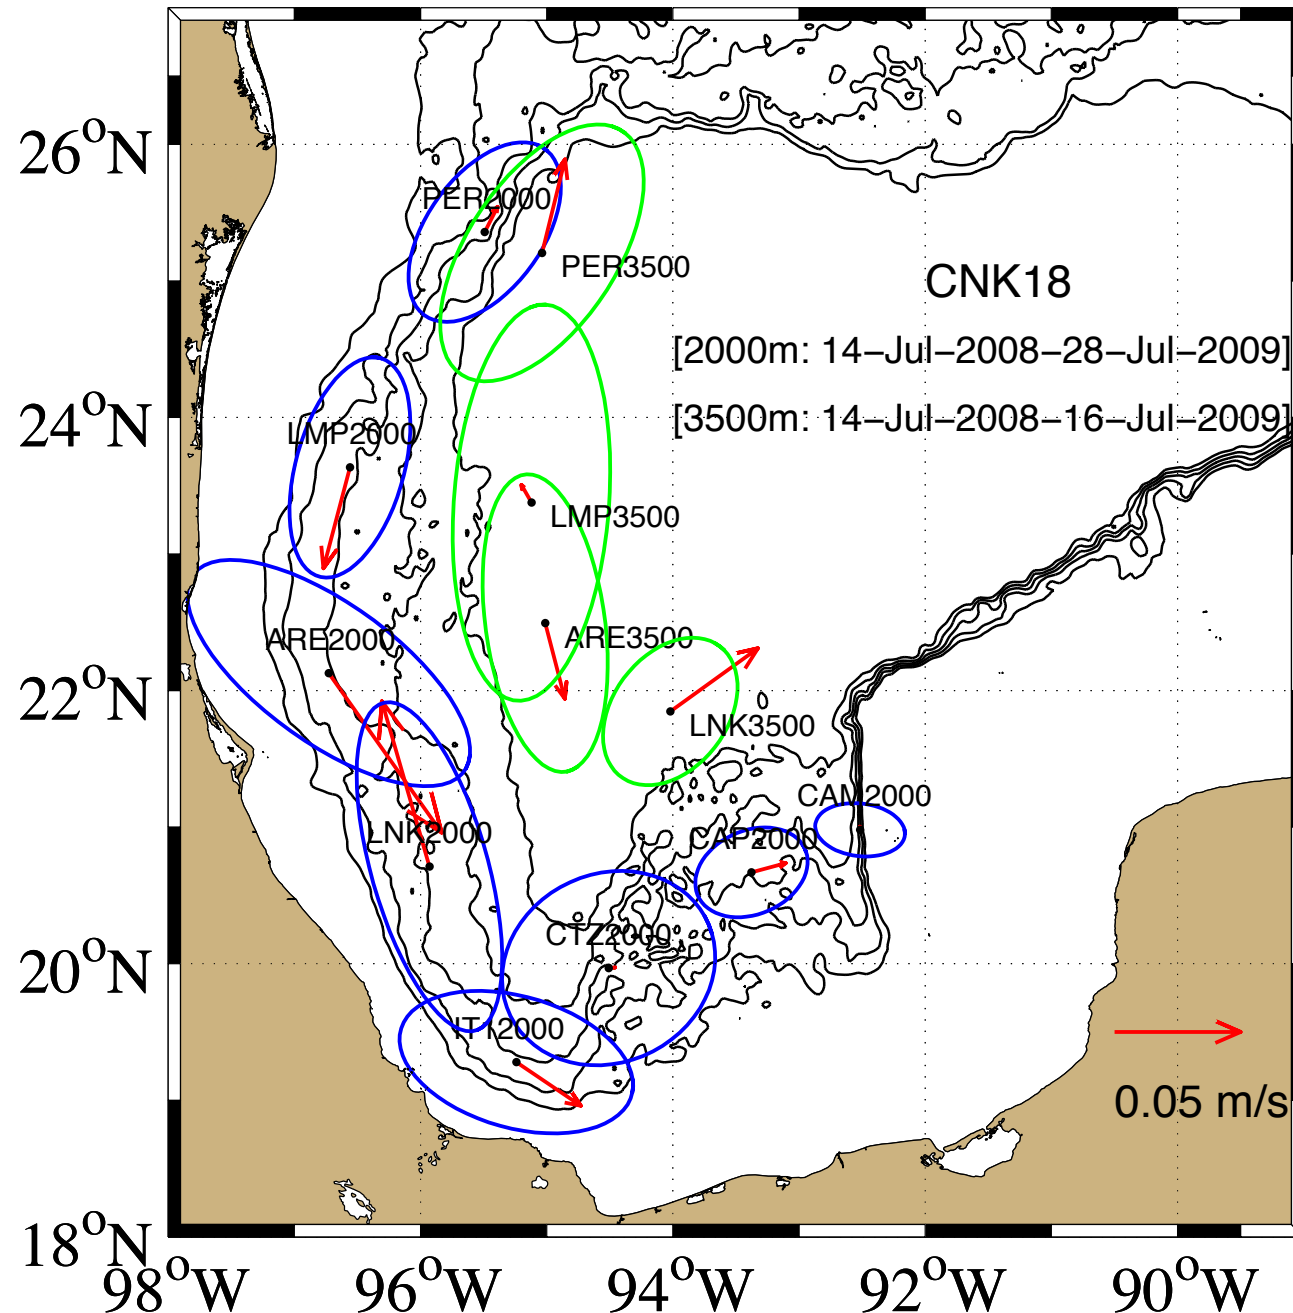 26°N
PER2000
PER3500
CNK18
[2000m: 14–Jul–2008–28–Jul–2009]
[3500m: 14–Jul–2008–16–Jul–2009]
24°N
LMP2000
LMP3500
ARE2000
ARE3500
22°N
LNK3500
CAM2000
LNK2000
CAP2000
CTZ2000
20°N
IT12000
0.05 m/s
18°N
98°W 96°W 94°W 92°W 90°W